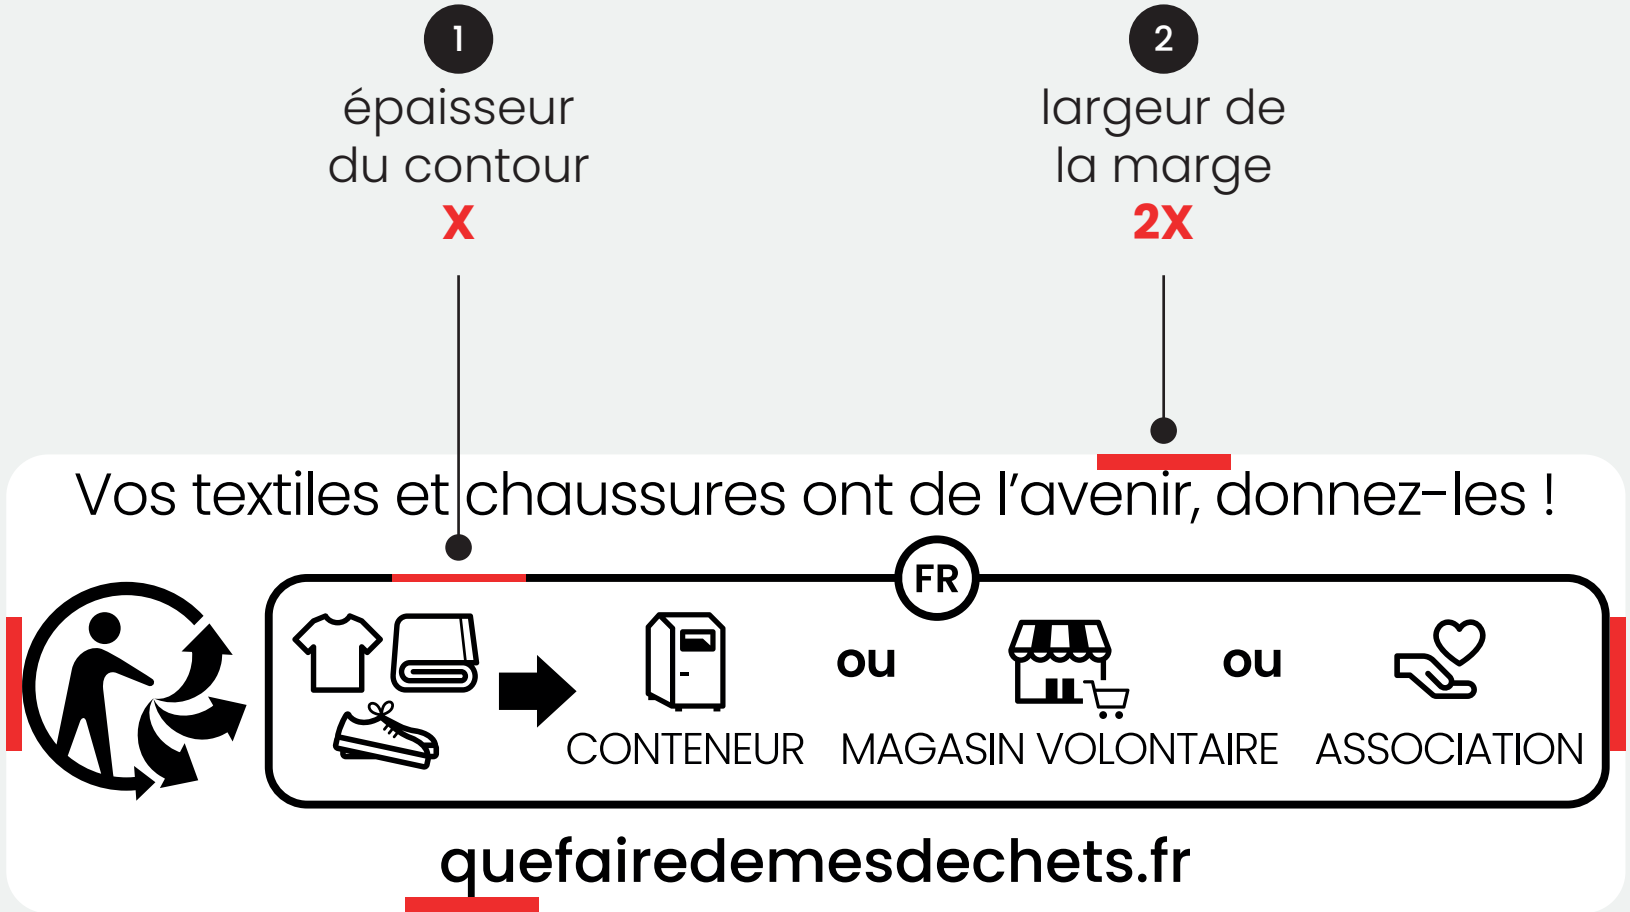 1
épaisseur
du contour
X
2
largeur de
la marge
2X
Vos textiles et chaussures ont de l’avenir, donnez-les !
FR
ou
ou
CONTENEUR
MAGASIN VOLONTAIRE
ASSOCIATION
quefairedemesdechets.fr